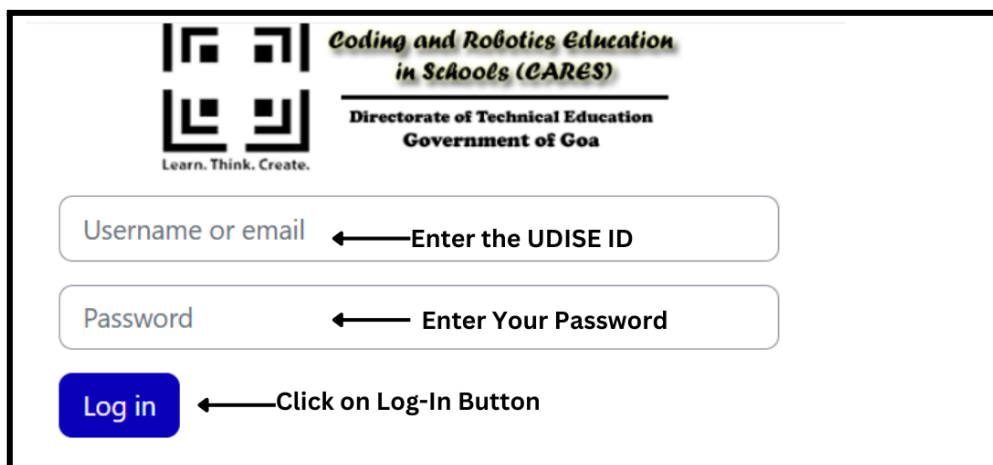 Coding and Robotics Education
in Schools (CARES)
Directorate of Technical Education
Government of Goa
Learn. Think. Create.
Username or email
Enter the UDISE ID
Password
Enter Your Password
Log in
Click on Log-In Button